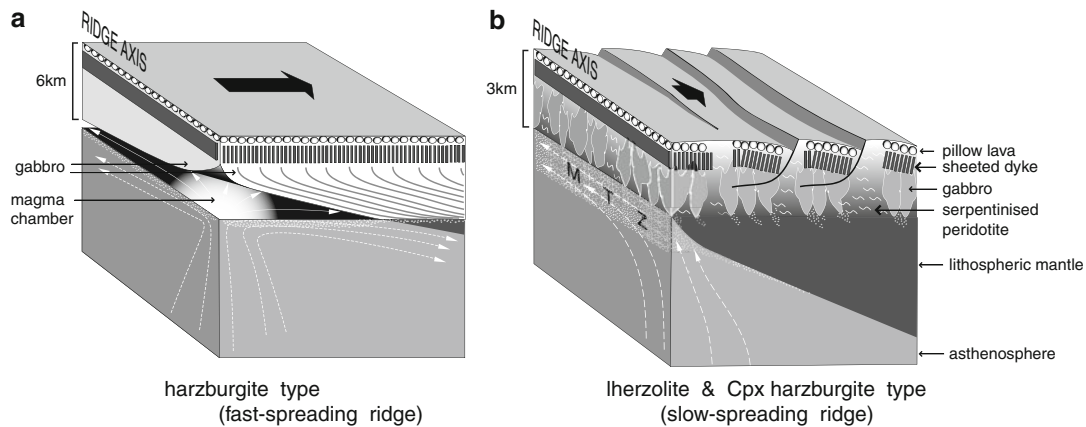 a
RIDGE AXIS
6km
gabbro
magma
chamber
harzburgite type
(fast-spreading ridge)
b
RIDGE AXIS
3km
M T Z
pillow lava
sheeted dyke
gabbro
serpentinised
peridotite
lithospheric mantle
asthenosphere
lherzolite & Cpx harzburgite type
(slow-spreading ridge)